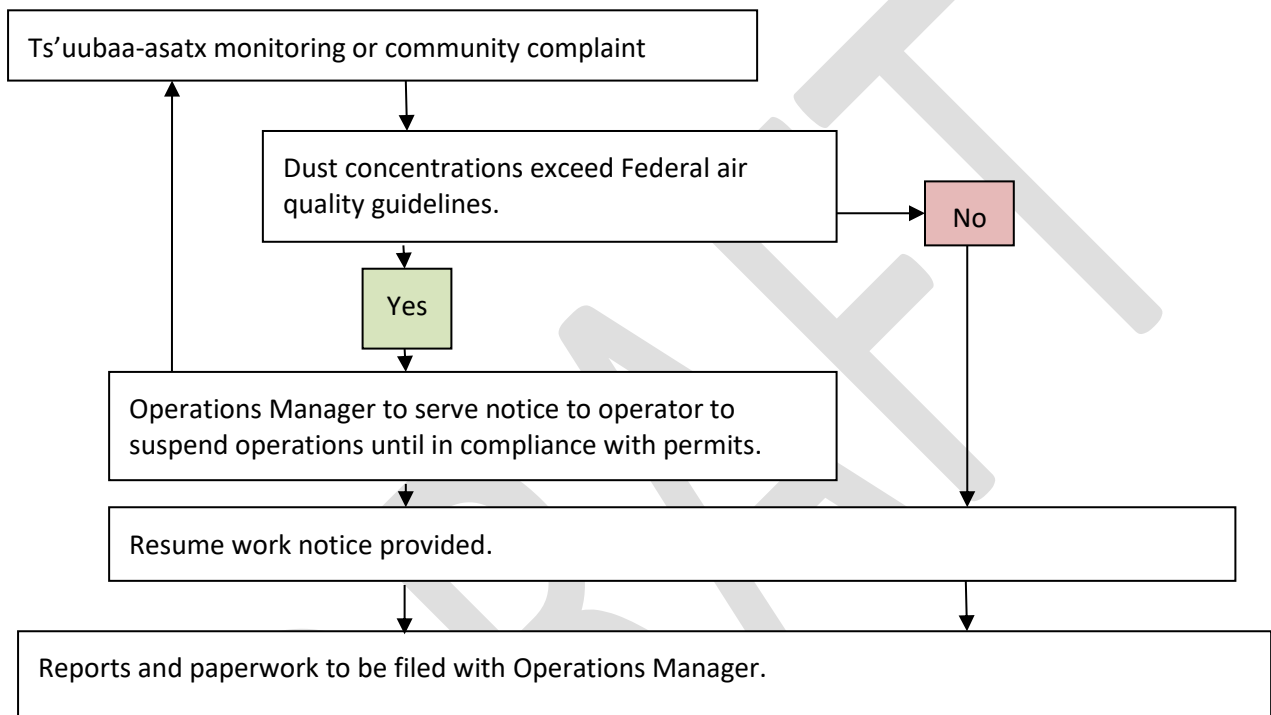 Ts’uubaa-asatx monitoring or community complaint
Dust concentrations exceed Federal air
quality guidelines.
No
Yes
Operations Manager to serve notice to operator to
suspend operations until in compliance with permits.
Resume work notice provided.
Reports and paperwork to be filed with Operations Manager.
DRAFT